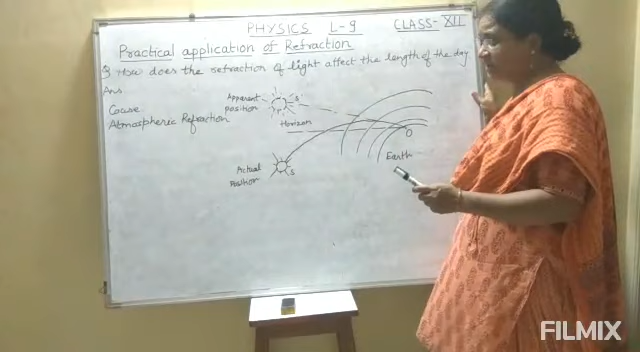 PHYSICS L-9 CLASS-XII
Practical application of Refraction
Q How does the refraction of light affect the length of the day
Ans.
Cause
Atmospheric Refraction
Apparent position
S'
Horizon
O
Earth
Actual Position
S
FILMIX